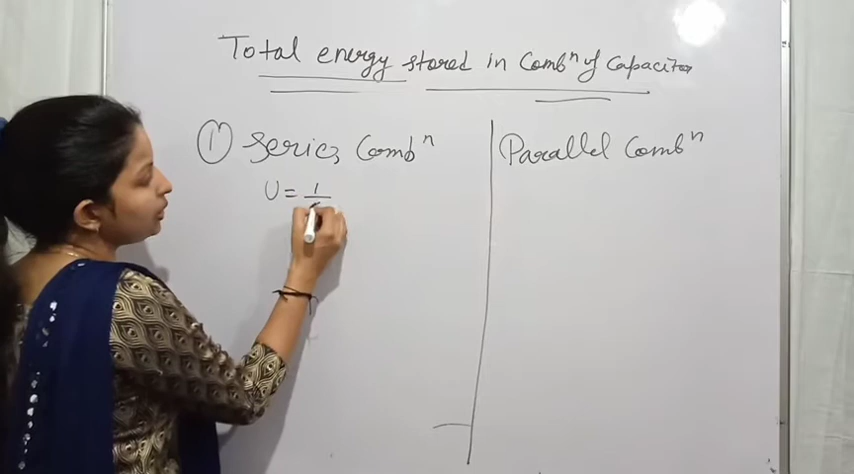 Total energy stored in Combⁿ of Capacitor
① Series Combⁿ
U = 1
Parallel Combⁿ